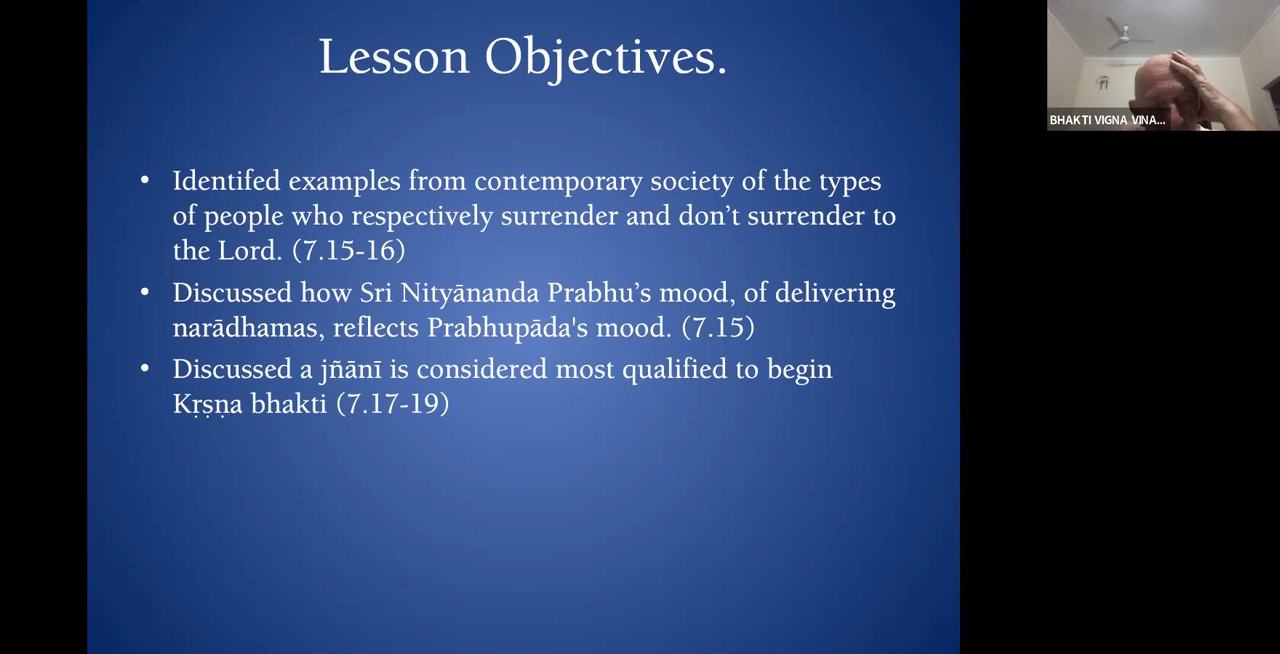 Lesson Objectives.
• Identifed examples from contemporary society of the types
of people who respectively surrender and don’t surrender to
the Lord. (7.15-16)
• Discussed how Sri Nityānanda Prabhu’s mood, of delivering
narādhamas, reflects Prabhupāda's mood. (7.15)
• Discussed a jñānī is considered most qualified to begin
Kṛṣṇa bhakti (7.17-19)
BHAKTI VIGNA VINA...